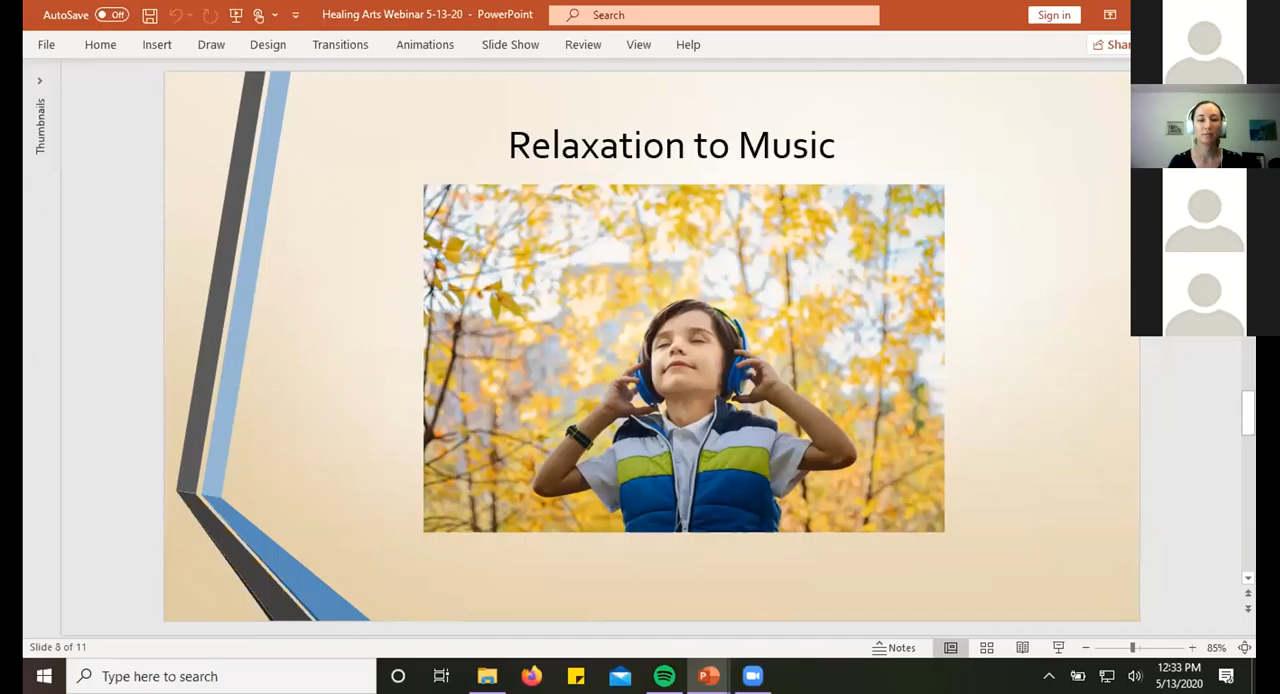 AutoSave Off Healing Arts Webinar 5-13-20 - PowerPoint Search Sign in
File Home Insert Draw Design Transitions Animations Slide Show Review View Help Shar
Thumbnails
Relaxation to Music
Slide 8 of 11 Notes 85%
Type here to search
12:33 PM
5/13/2020